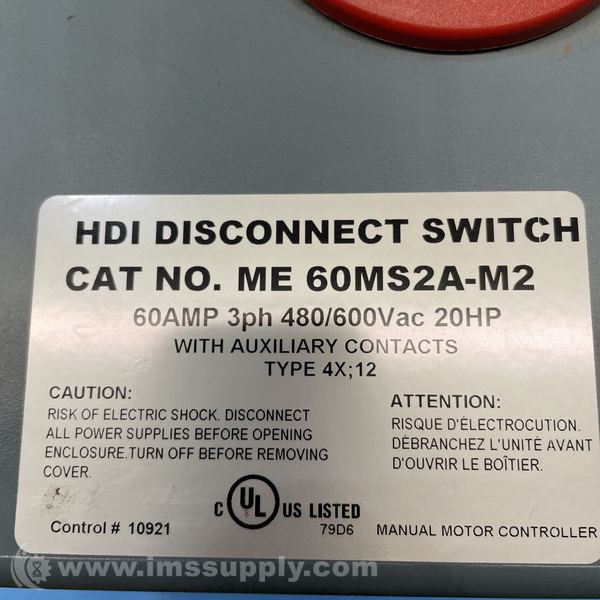 HDI DISCONNECT SWITCH
CAT NO. ME 60MS2A-M2
60AMP 3ph 480/600Vac 20HP
WITH AUXILIARY CONTACTS
TYPE 4X;12
CAUTION:
RISK OF ELECTRIC SHOCK. DISCONNECT
ALL POWER SUPPLIES BEFORE OPENING
ENCLOSURE.TURN OFF BEFORE REMOVING
COVER.
ATTENTION:
RISQUE D'ÉLECTROCUTION.
DÉBRANCHEZ L'UNITÉ AVANT
D'OUVRIR LE BOÎTIER.
C UL US LISTED
Control # 10921
79D6
MANUAL MOTOR CONTROLLER
www.imssupply.com